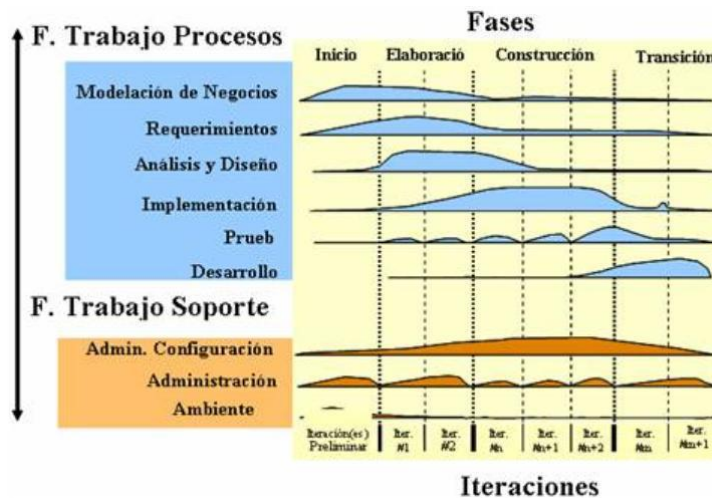 Fases
F. Trabajo Procesos
Inicio Elaboració Construcción Transición
Modelación de Negocios
Requerimientos
Análisis y Diseño
Implementación
Prueb
Desarrollo
F. Trabajo Soporte
Admin. Configuración
Administración
Ambiente
Iteración(es) Iter. Iter. Iter. Iter. Iter. Iter. Iter.
Preliminar #1 #2 #n #n+1 #n+2 #m #m+1
Iteraciones